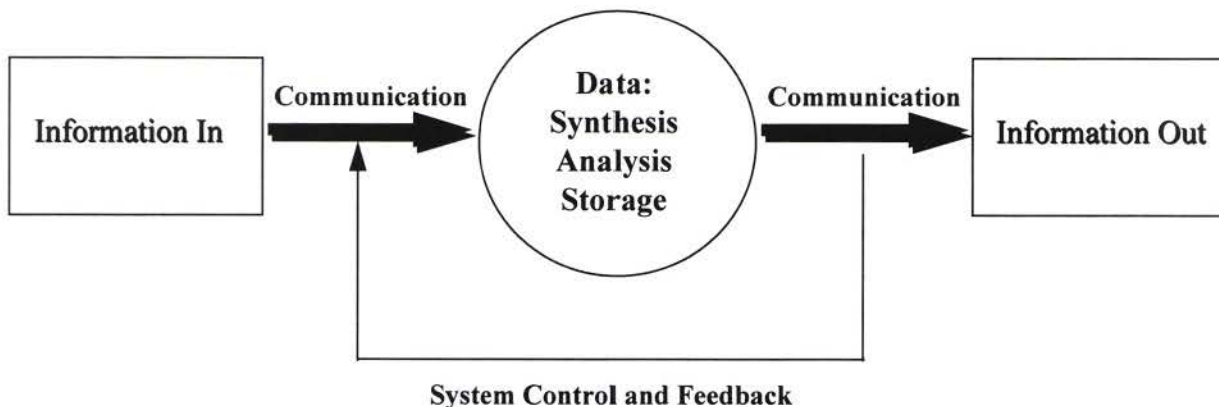 Information In
Communication
Data:
Synthesis
Analysis
Storage
Communication
Information Out
System Control and Feedback